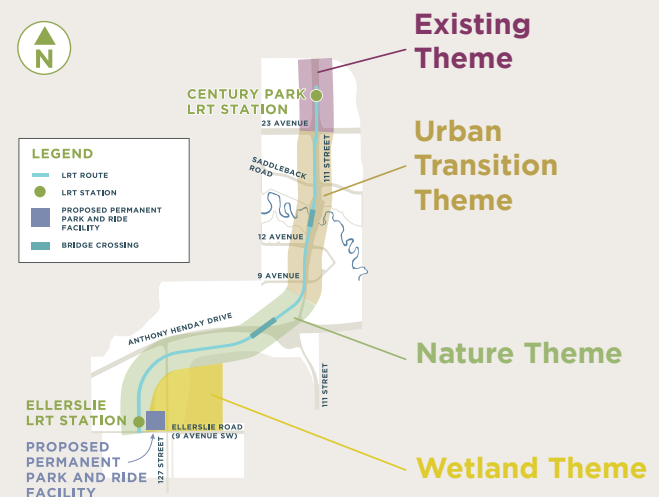 N
Existing
Theme
CENTURY PARK
LRT STATION
23 AVENUE
Urban
Transition
Theme
LEGEND
LRT ROUTE
LRT STATION
PROPOSED PERMANENT
PARK AND RIDE
FACILITY
BRIDGE CROSSING
SADDLEBACK
ROAD
111 STREET
12 AVENUE
9 AVENUE
ANTHONY HENDAY DRIVE
Nature Theme
111 STREET
ELLERSLIE
LRT STATION
ELLERSLIE ROAD
(9 AVENUE SW)
127 STREET
PROPOSED
PERMANENT
PARK AND RIDE
FACILITY
Wetland Theme